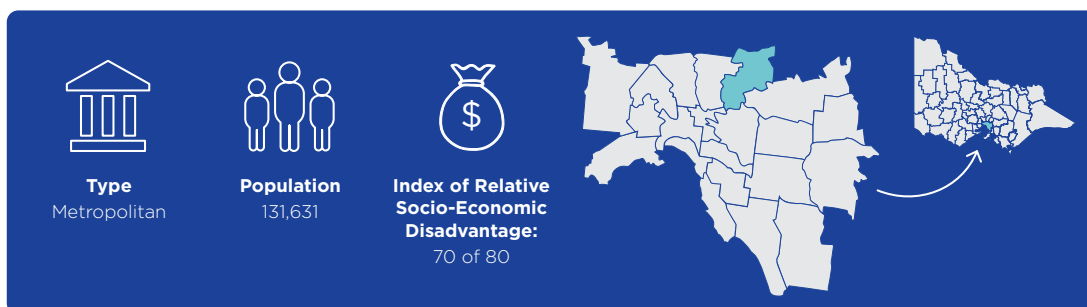 $
Type
Metropolitan
Population
131,631
Index of Relative
Socio-Economic
Disadvantage:
70 of 80